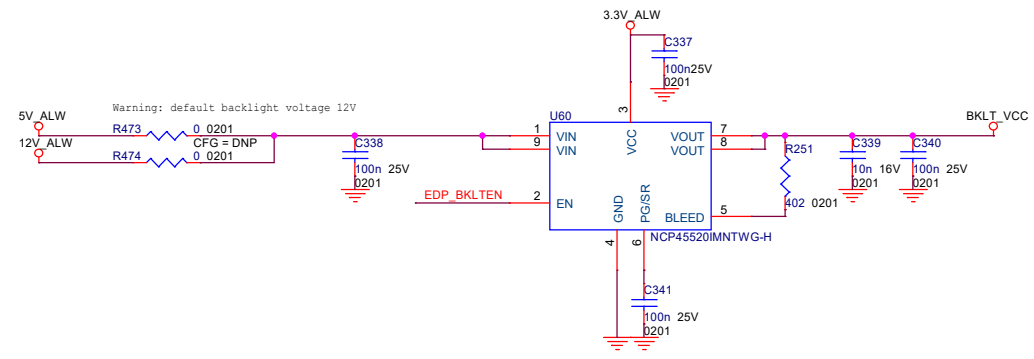 3.3V_ALW
C337
100n 25V
0201
Warning: default backlight voltage 12V
5V_ALW
R473 0 0201
12V_ALW
CFG = DNP
R474 0 0201
C338
100n 25V
0201
U60
3
VCC
1 VIN
9 VIN
VOUT 7
VOUT 8
R251
402 0201
C339
10n 16V
0201
C340
100n 25V
0201
BKLT_VCC
EDP_BKLTEN
2 EN
GND
PG/SR
BLEED 5
NCP45520IMNTWG-H
4
6
C341
100n 25V
0201